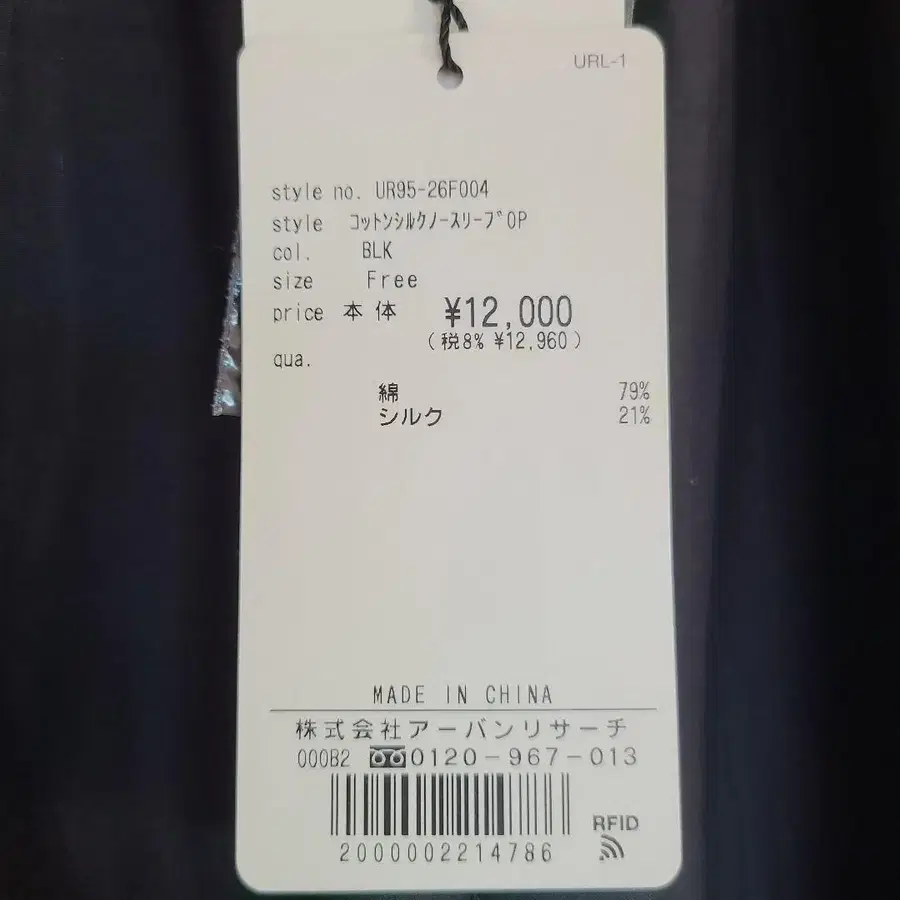 URL-1
style no. UR95-26F004
style ｺｯﾄﾝｼﾙｸﾉｰｽﾘｰﾌﾞOP
col. BLK
size Free
price 本体 ¥12,000
(税8% ¥12,960)
qua.
綿 79%
シルク 21%
MADE IN CHINA
株式会社アーバンリサーチ
000B2 0120-967-013
RFID
2000002214786